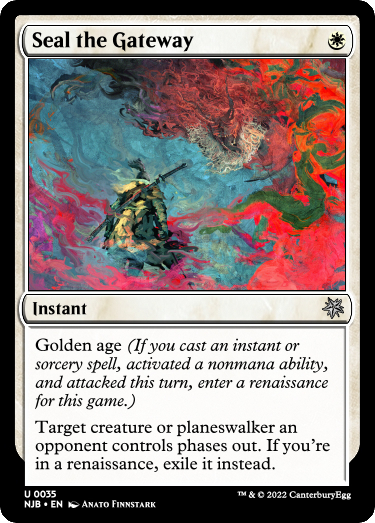 Seal the Gateway
Instant
Golden age (If you cast an instant or
sorcery spell, activated a nonmana ability,
and attacked this turn, enter a renaissance
for this game.)
Target creature or planeswalker an
opponent controls phases out. If you're
in a renaissance, exile it instead.
U 0035
NJB • EN Anato Finnstark
™ & © 2022 CanterburyEgg